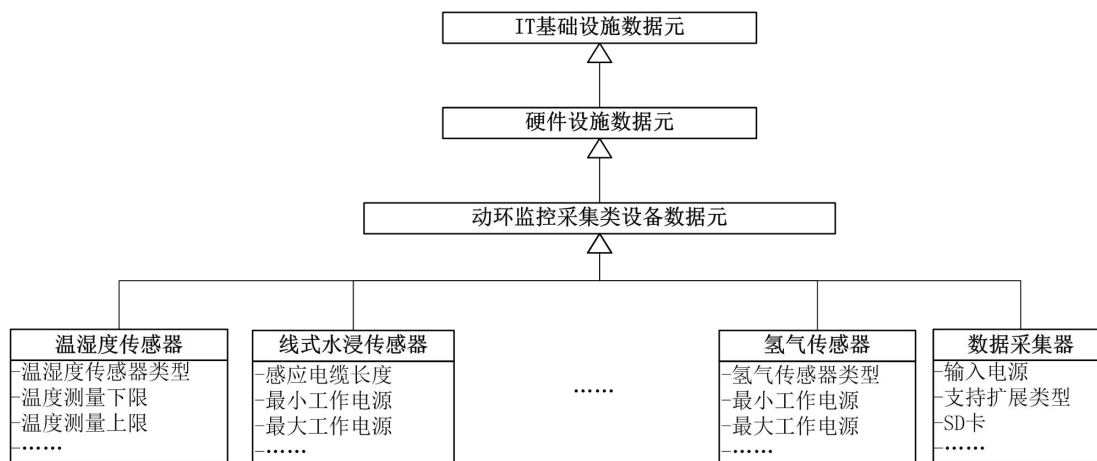 IT基础设施数据元
硬件设施数据元
动环监控采集类设备数据元
温湿度传感器
-温湿度传感器类型
-温度测量下限
-温度测量上限
-……
线式水浸传感器
-感应电缆长度
-最小工作电源
-最大工作电源
-……
……
氢气传感器
-氢气传感器类型
-最小工作电源
-最大工作电源
-……
数据采集器
-输入电源
-支持扩展类型
-SD卡
-……